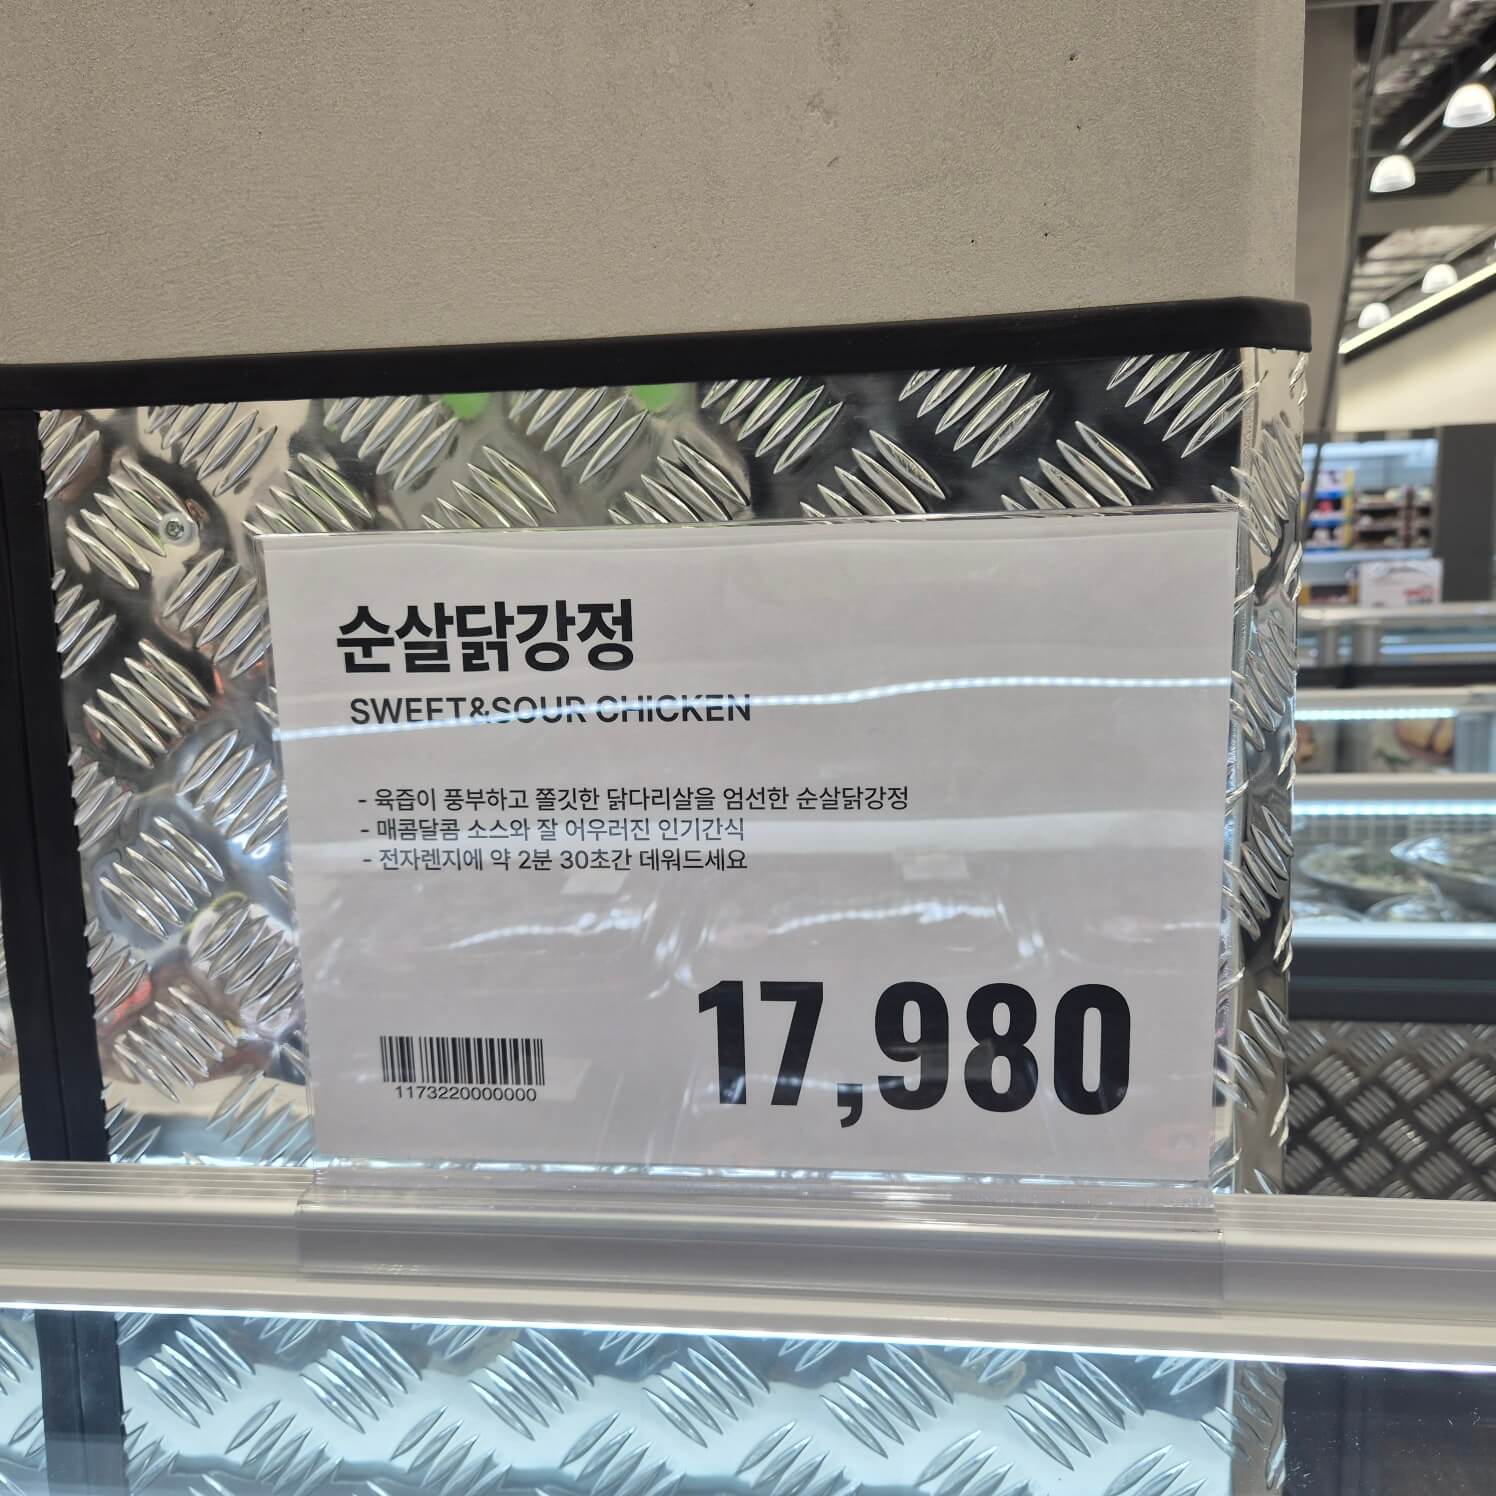 순살닭강정
SWEET&SOUR CHICKEN
- 육즙이 풍부하고 쫄깃한 닭다리살을 엄선한 순살닭강정
- 매콤달콤 소스와 잘 어우러진 인기간식
- 전자렌지에 약 2분 30초간 데워드세요
17,980
1173220000000